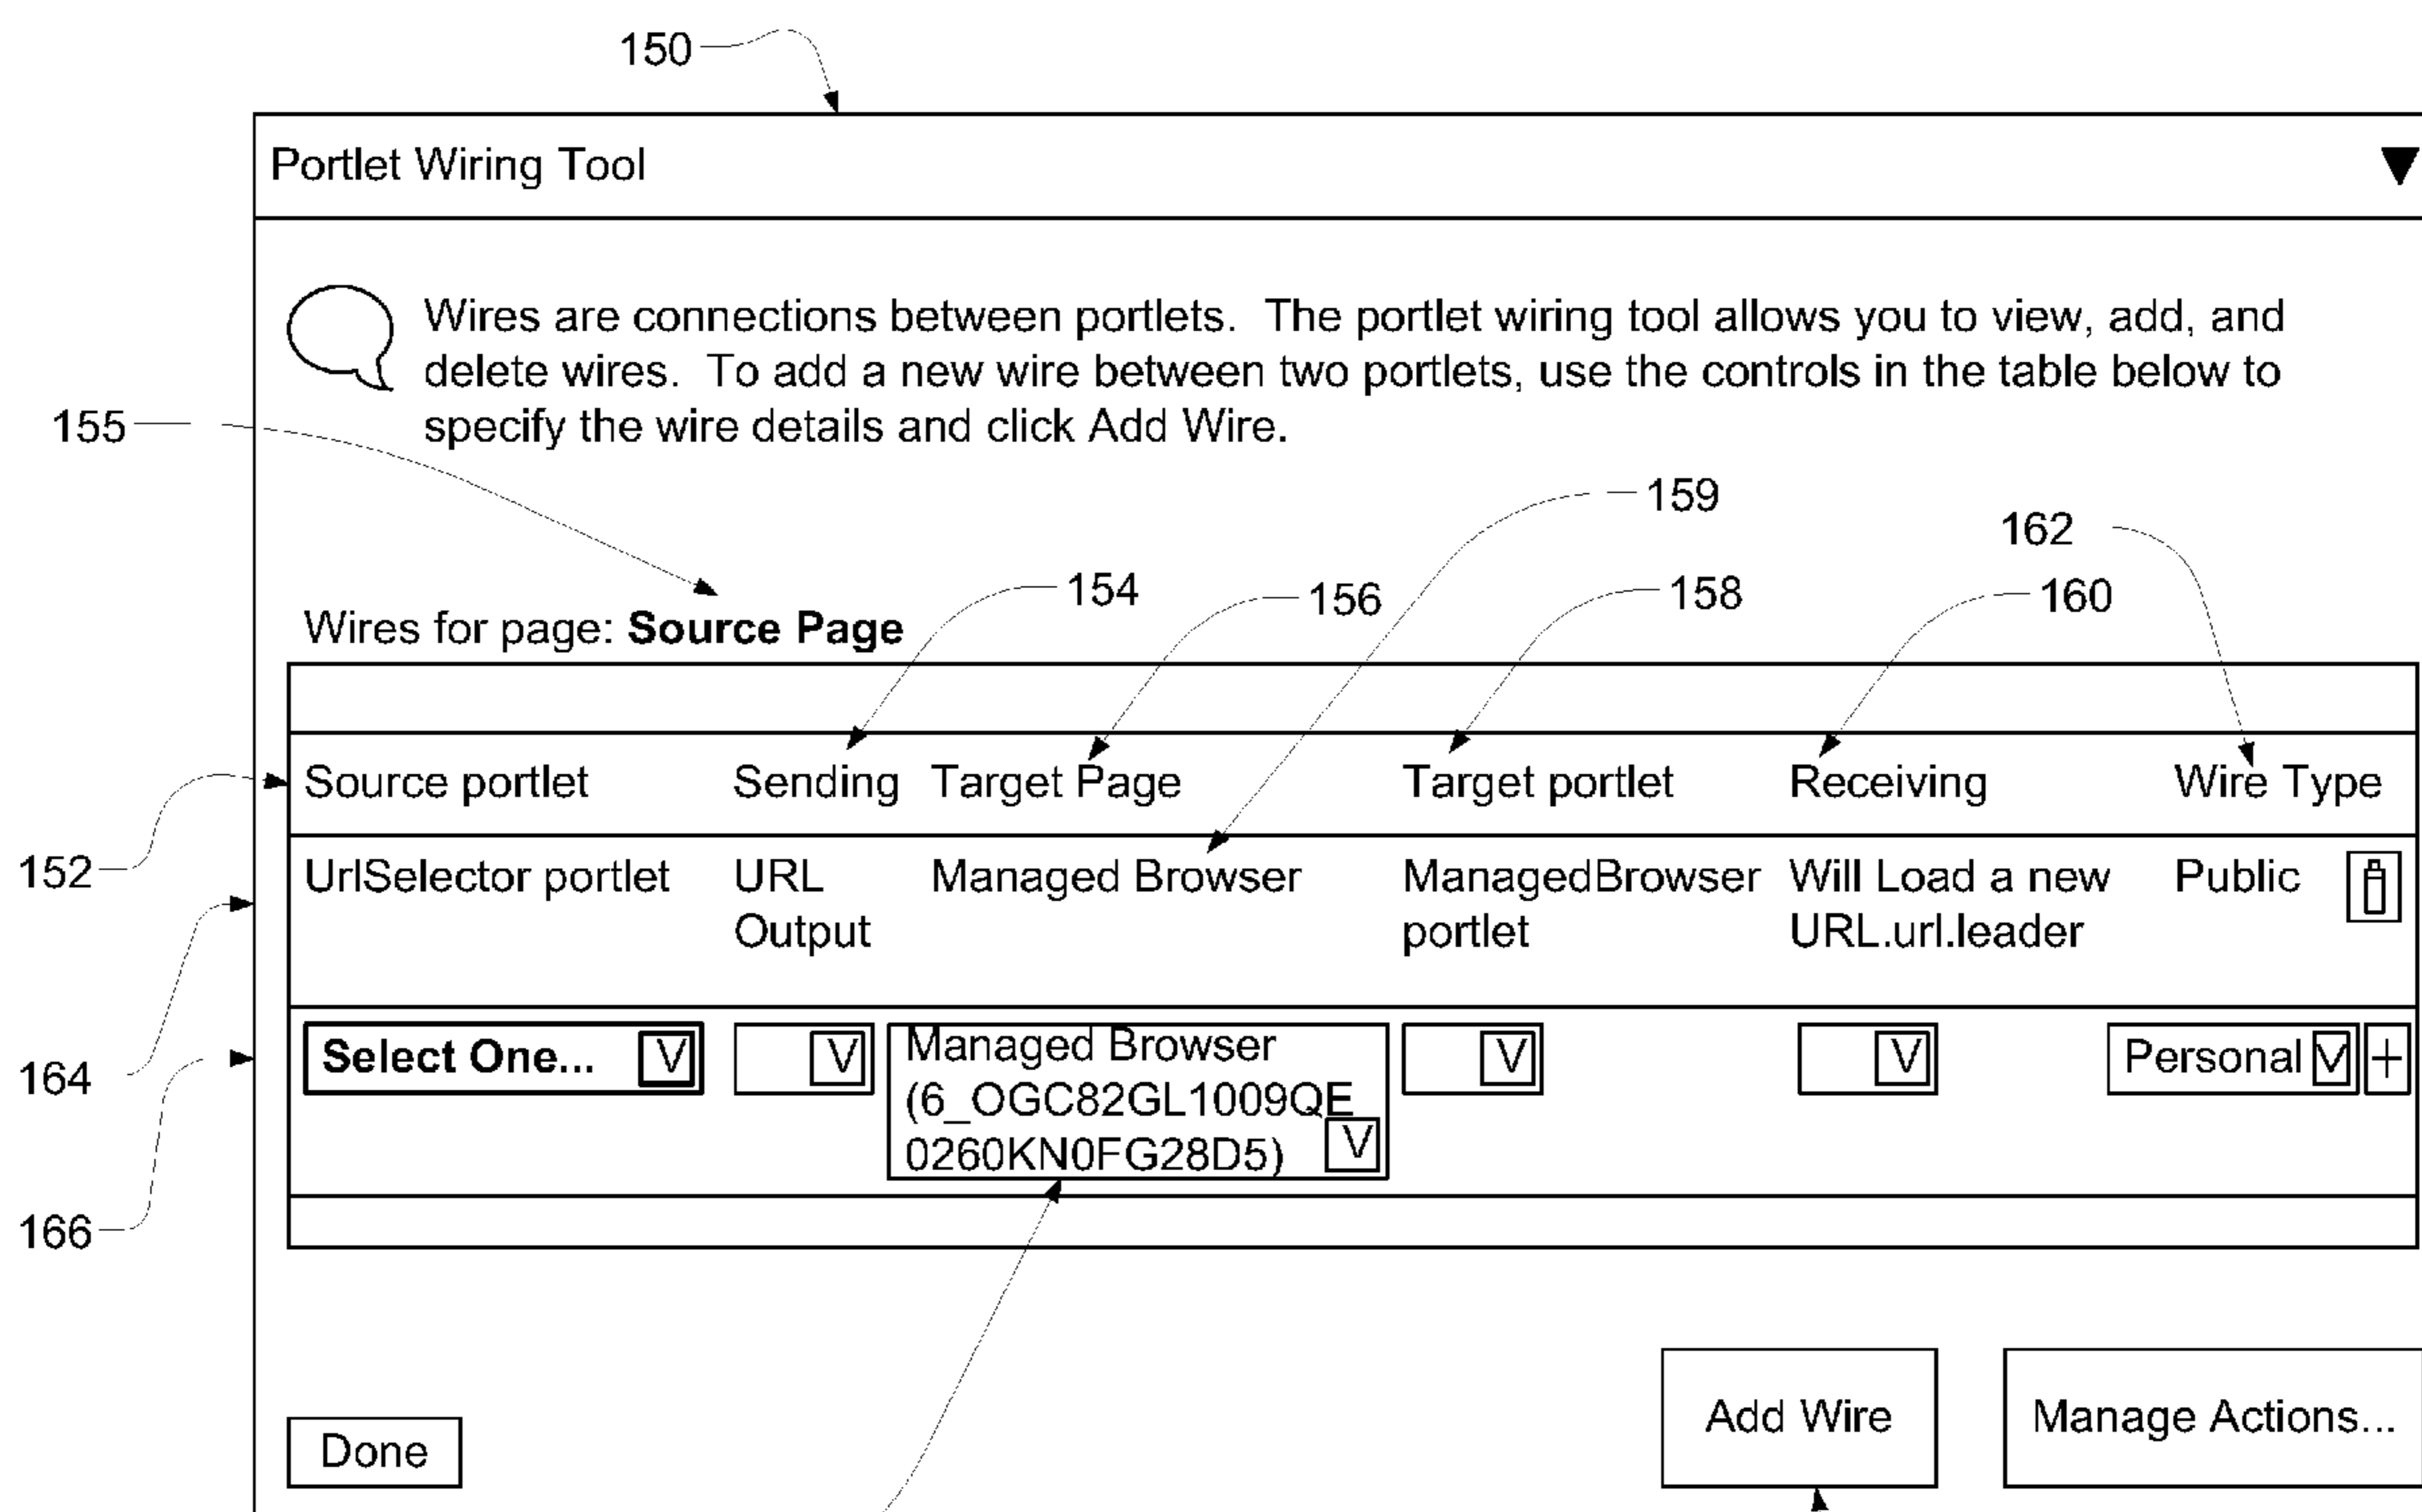 150
Portlet Wiring Tool
Wires are connections between portlets. The portlet wiring tool allows you to view, add, and
delete wires. To add a new wire between two portlets, use the controls in the table below to
specify the wire details and click Add Wire.
155
159
162
154
156
158
160
Wires for page: Source Page
Source portlet Sending Target Page Target portlet Receiving Wire Type
152
UrlSelector portlet URL Managed Browser ManagedBrowser Will Load a new Public
Output portlet URL.url.leader
164
Select One... V V Managed Browser V V Personal V +
(6_OGC82GL1009QE
0260KN0FG28D5) V
166
Add Wire Manage Actions...
Done